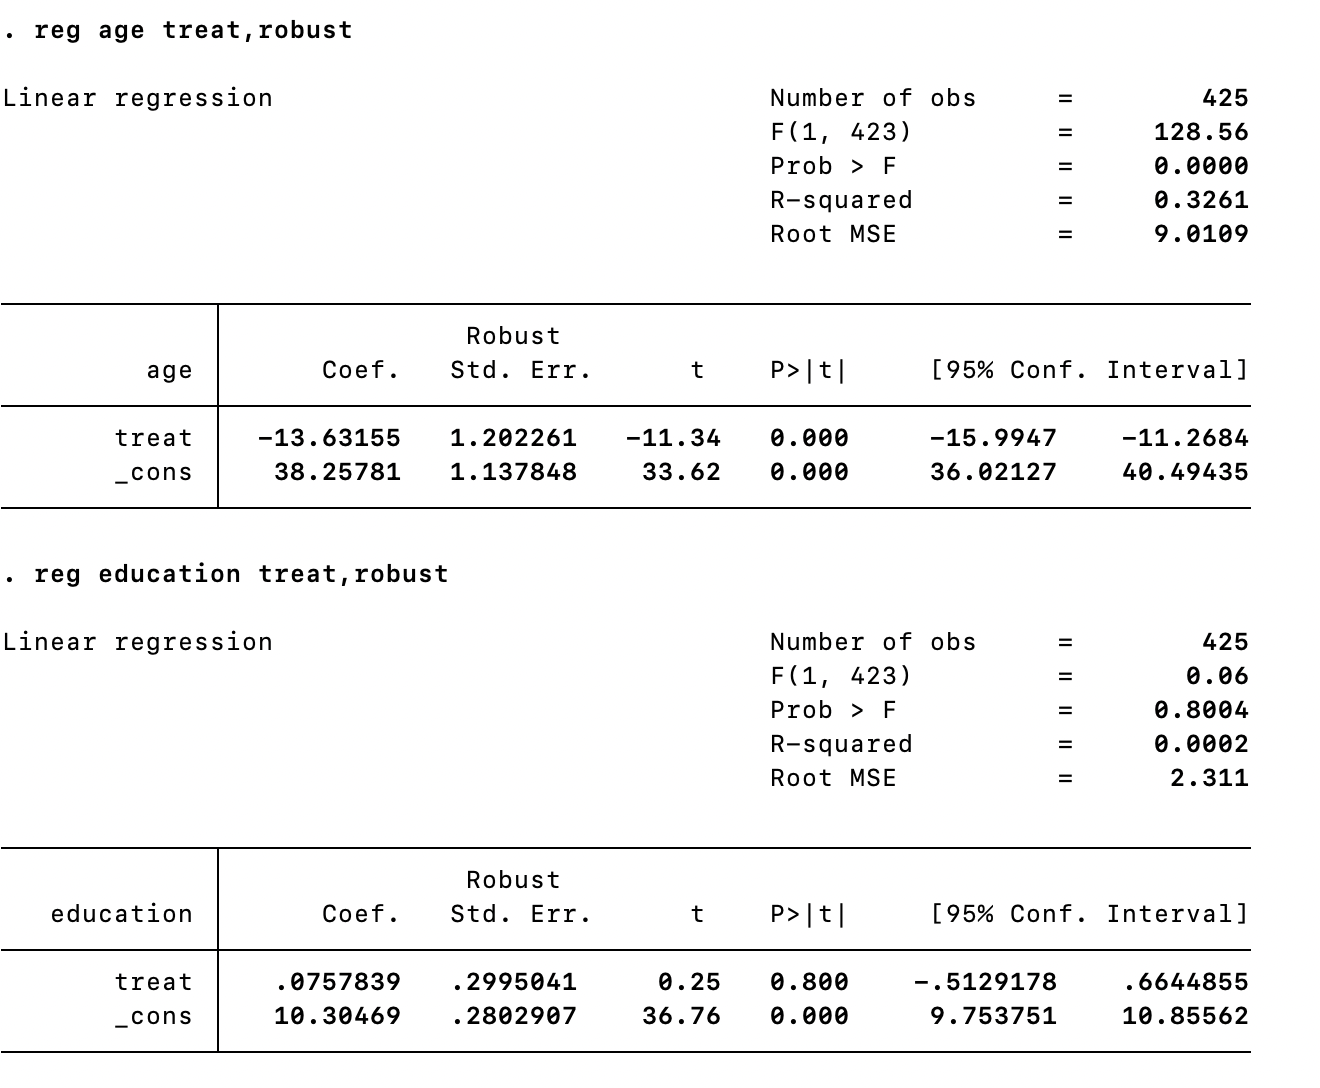 . reg age treat,robust
Linear regression Number of obs = 425
F(1, 423) = 128.56
Prob > F = 0.0000
R-squared = 0.3261
Root MSE = 9.0109
Robust
age Coef. Std. Err. t P>|t| [95% Conf. Interval]
treat -13.63155 1.202261 -11.34 0.000 -15.9947 -11.2684
_cons 38.25781 1.137848 33.62 0.000 36.02127 40.49435
. reg education treat,robust
Linear regression Number of obs = 425
F(1, 423) = 0.06
Prob > F = 0.8004
R-squared = 0.0002
Root MSE = 2.311
Robust
education Coef. Std. Err. t P>|t| [95% Conf. Interval]
treat .0757839 .2995041 0.25 0.800 -.5129178 .6644855
_cons 10.30469 .2802907 36.76 0.000 9.753751 10.85562